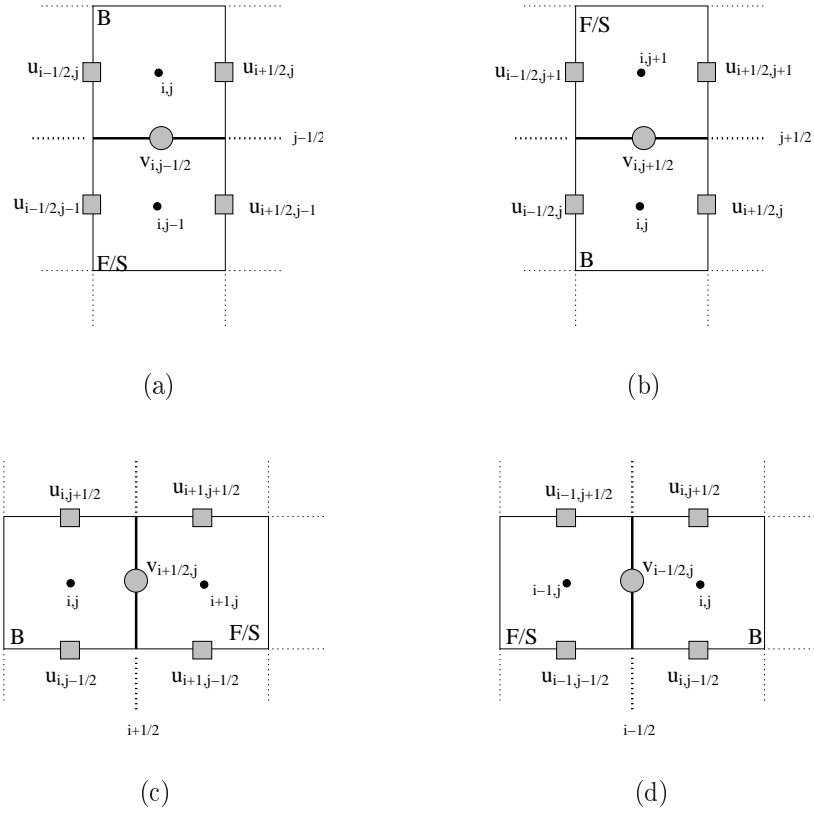 B
u_{i−1/2,j}
u_{i+1/2,j}
i,j
j−1/2
v_{i,j−1/2}
u_{i−1/2,j−1}
u_{i+1/2,j−1}
i,j−1
F/S
(a)
F/S
u_{i−1/2,j+1}
i,j+1
u_{i+1/2,j+1}
j+1/2
v_{i,j+1/2}
u_{i−1/2,j}
u_{i+1/2,j}
i,j
B
(b)
u_{i,j+1/2}
u_{i+1,j+1/2}
v_{i+1/2,j}
i,j
i+1,j
B
F/S
u_{i,j−1/2}
u_{i+1,j−1/2}
i+1/2
(c)
u_{i−1,j+1/2}
u_{i,j+1/2}
v_{i−1/2,j}
i−1,j
i,j
F/S
B
u_{i−1,j−1/2}
u_{i,j−1/2}
i−1/2
(d)